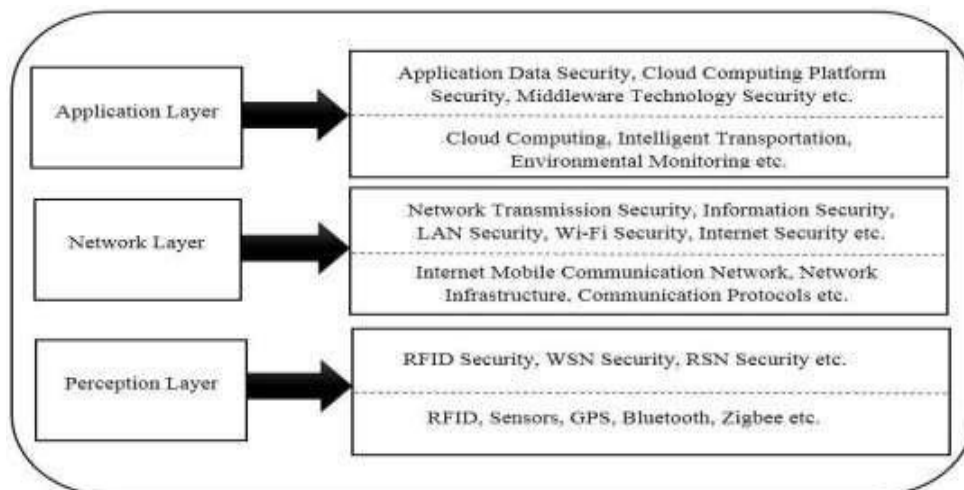 Application Layer
Application Data Security, Cloud Computing Platform
Security, Middleware Technology Security etc.
Cloud Computing, Intelligent Transportation,
Environmental Monitoring etc.
Network Layer
Network Transmission Security, Information Security,
LAN Security, Wi-Fi Security, Internet Security etc.
Internet Mobile Communication Network, Network
Infrastructure, Communication Protocols etc.
Perception Layer
RFID Security, WSN Security, RSN Security etc.
RFID, Sensors, GPS, Bluetooth, Zigbee etc.